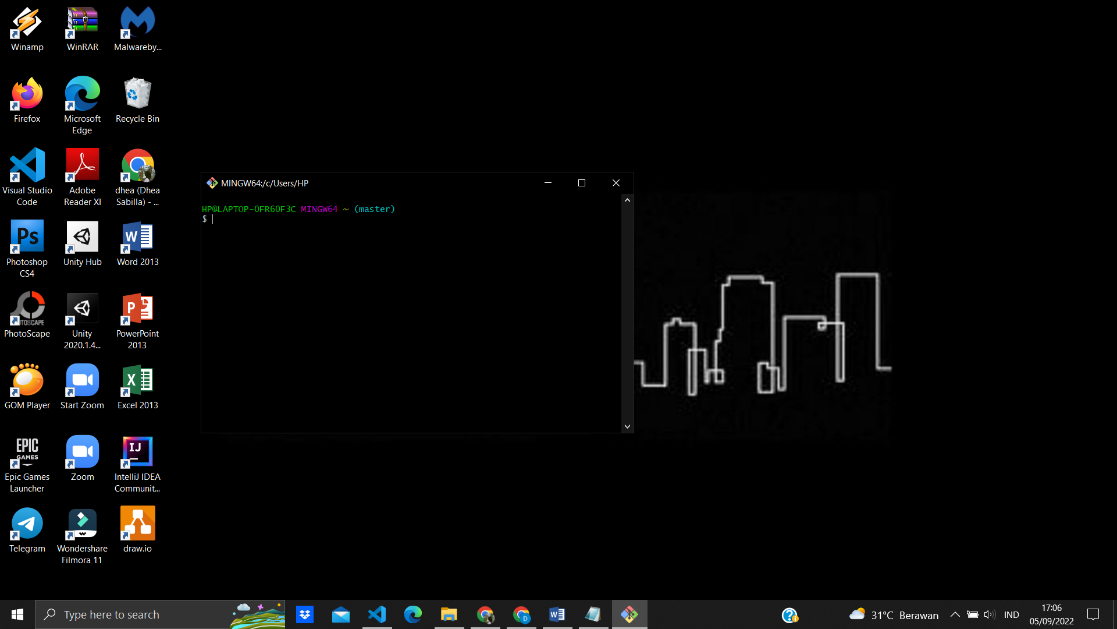 Winamp
WinRAR
Malwareby...
Firefox
Microsoft
Edge
Recycle Bin
Visual Studio
Code
Adobe
Reader XI
dhea (Dhea
Sabilla) - ...
Photoshop
CS4
Unity Hub
Word 2013
PhotoScape
Unity
2020.1.4...
PowerPoint
2013
GOM Player
Start Zoom
Excel 2013
Epic Games
Launcher
Zoom
IntelliJ IDEA
Communit...
Telegram
Wondershare
Filmora 11
draw.io
MINGW64:/c/Users/HP
HP@LAPTOP-DFR6DF3C MINGW64 ~ (master)
$
Type here to search
31°C Berawan
IND
17:06
05/09/2022